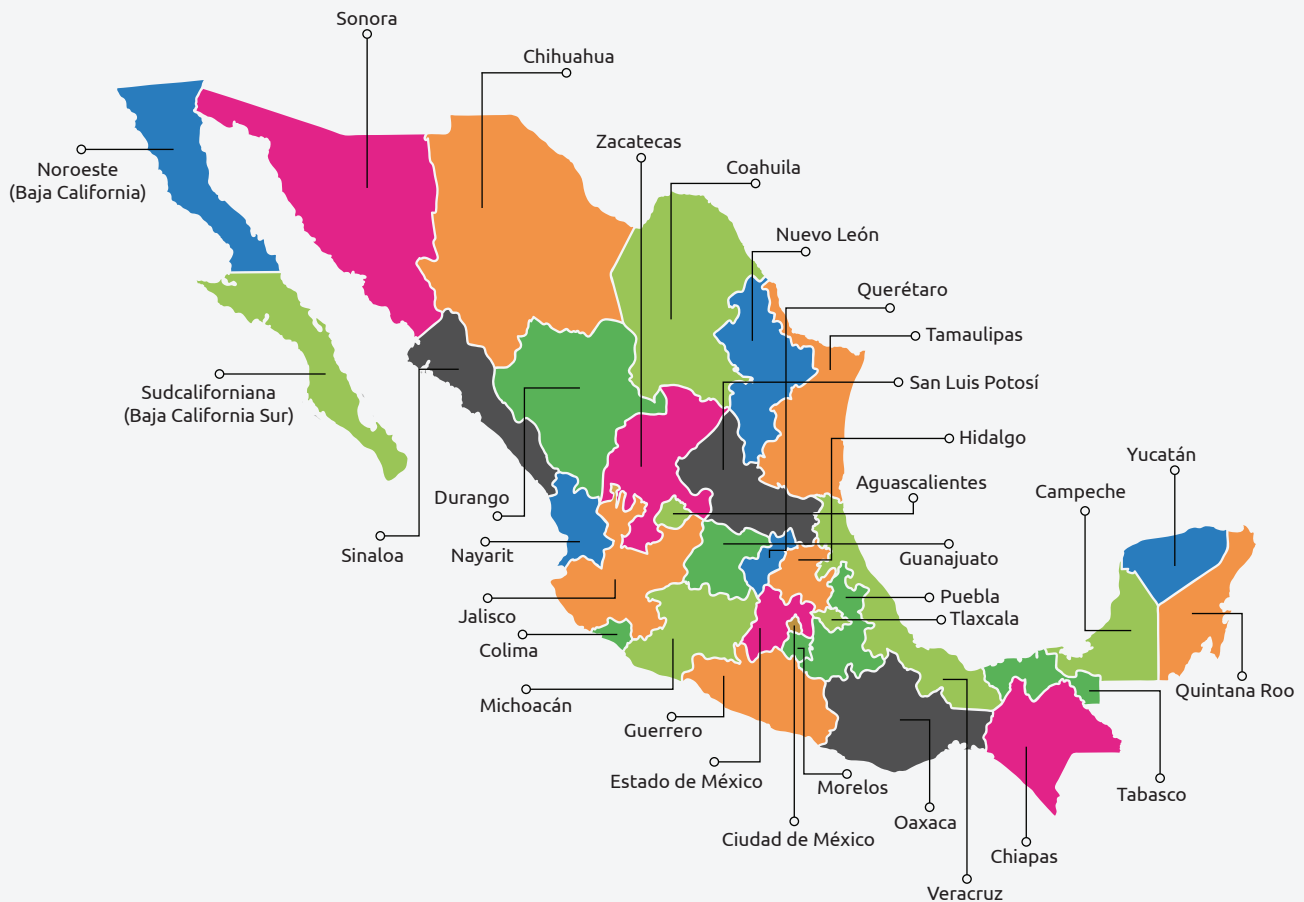 Sonora
Chihuahua
Zacatecas
Coahuila
Noroeste
(Baja California)
Nuevo León
Querétaro
Tamaulipas
Sudcaliforniana
(Baja California Sur)
San Luis Potosí
Hidalgo
Yucatán
Aguascalientes
Campeche
Durango
Sinaloa
Nayarit
Guanajuato
Puebla
Jalisco
Tlaxcala
Colima
Quintana Roo
Michoacán
Guerrero
Estado de México
Morelos
Tabasco
Oaxaca
Ciudad de México
Chiapas
Veracruz